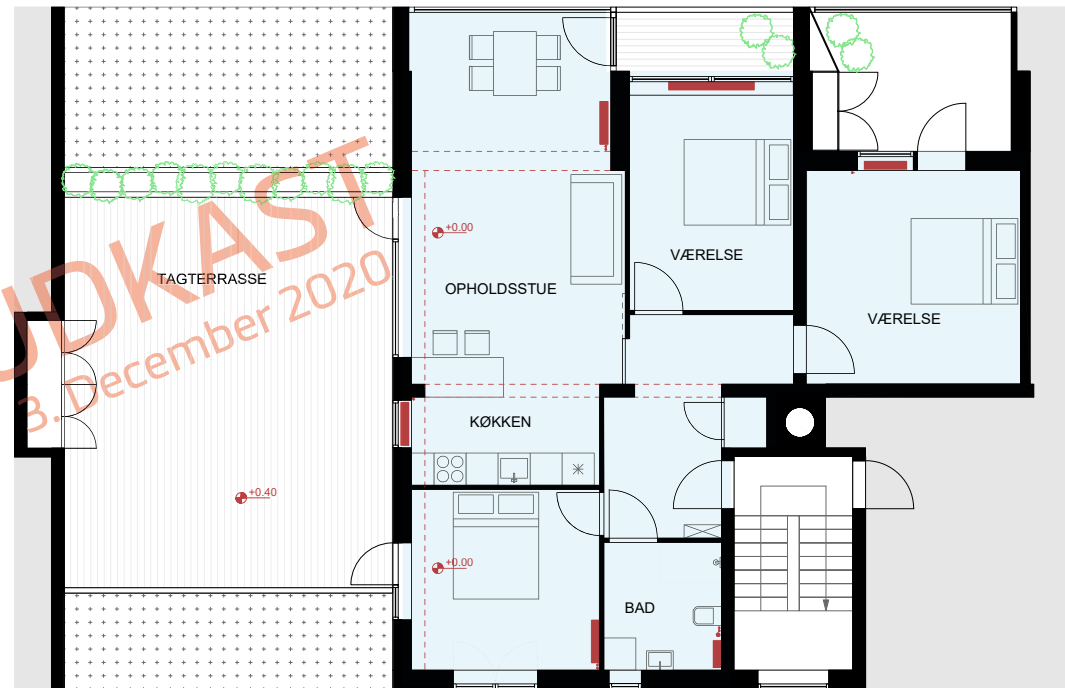 UDKAST
3. December 2020
TAGTERRASSE
+0.00
OPHOLDSSTUE
VÆRELSE
VÆRELSE
KØKKEN
+0.40
+0.00
BAD